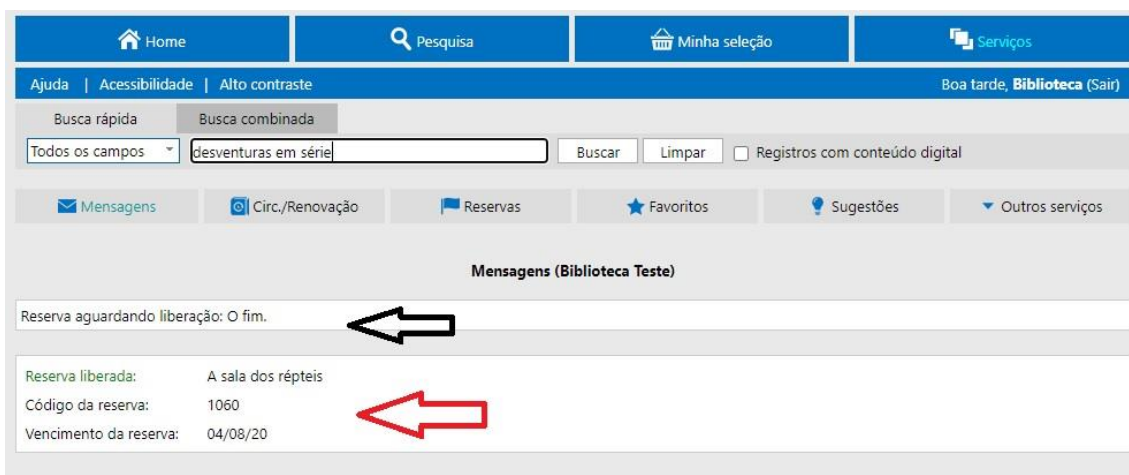 Home Pesquisa Minha seleção Serviços
Ajuda | Acessibilidade | Alto contraste Boa tarde, Biblioteca (Sair)
Busca rápida Busca combinada
Todos os campos desventuras em série Buscar Limpar Registros com conteúdo digital
Mensagens Circ./Renovação Reservas Favoritos Sugestões Outros serviços
Mensagens (Biblioteca Teste)
Reserva aguardando liberação: O fim.
Reserva liberada: A sala dos répteis
Código da reserva: 1060
Vencimento da reserva: 04/08/20